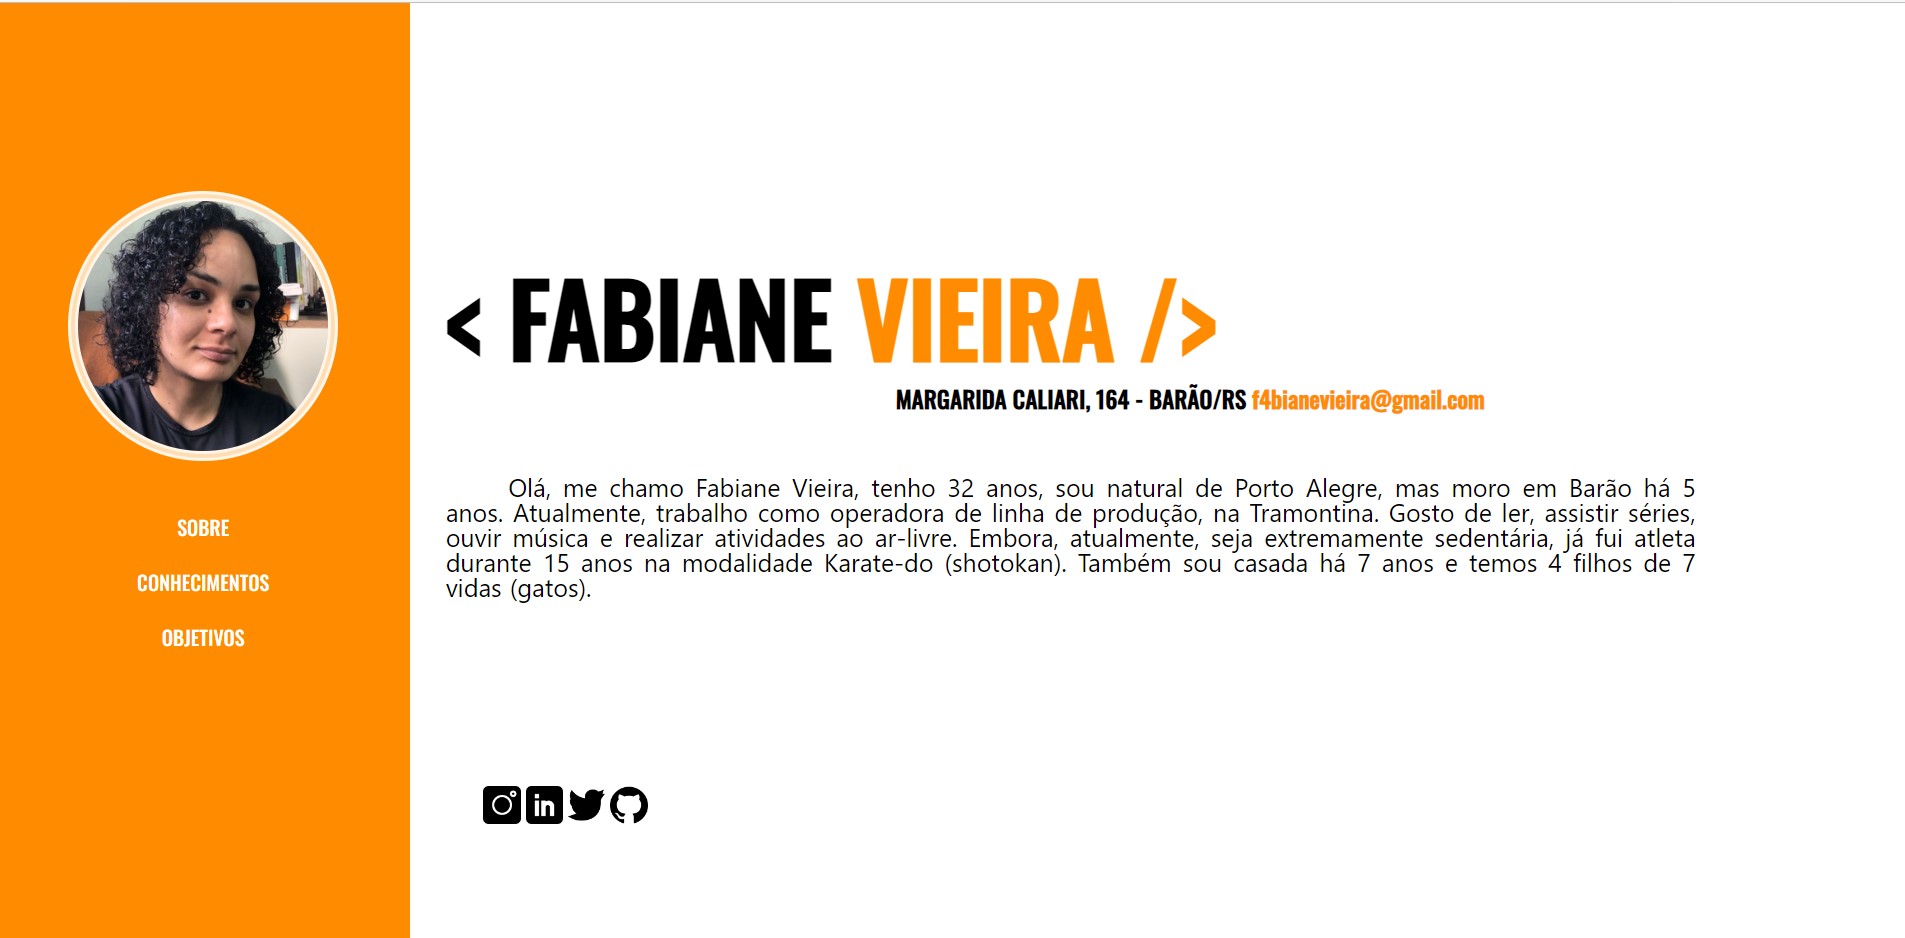 SOBRE
CONHECIMENTOS
OBJETIVOS
< FABIANE VIEIRA />
MARGARIDA CALIARI, 164 - BARÃO/RS f4bianevieira@gmail.com
Olá, me chamo Fabiane Vieira, tenho 32 anos, sou natural de Porto Alegre, mas moro em Barão há 5
anos. Atualmente, trabalho como operadora de linha de produção, na Tramontina. Gosto de ler, assistir séries,
ouvir música e realizar atividades ao ar-livre. Embora, atualmente, seja extremamente sedentária, já fui atleta
durante 15 anos na modalidade Karate-do (shotokan). Também sou casada há 7 anos e temos 4 filhos de 7
vidas (gatos).
in